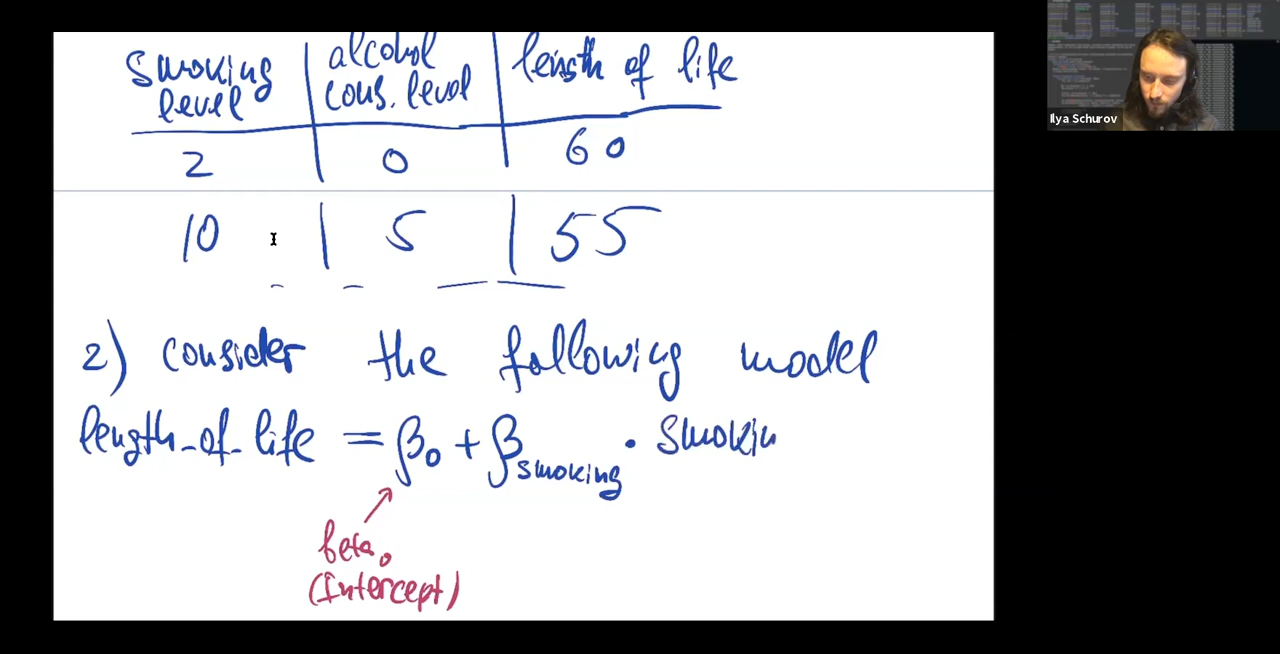 smoking level | alcohol cons. level | length of life
2 | 0 | 60
10 | 5 | 55
2) consider the following model
length_of_life = β₀ + β smoking · smokin
beta₀
(Intercept)
Ilya Schurov